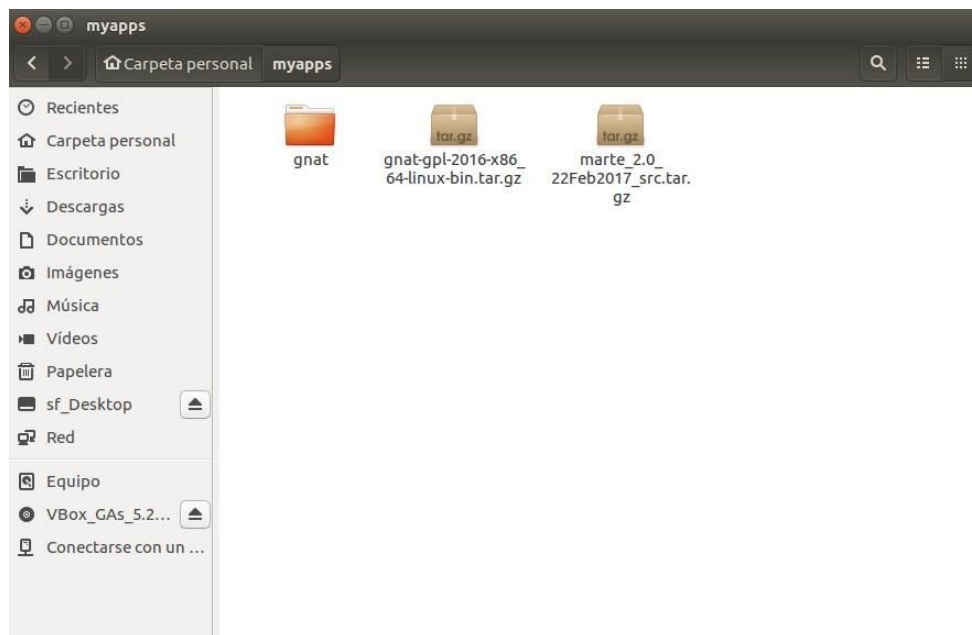 myapps
Carpeta personal myapps
Recientes
Carpeta personal
Escritorio
Descargas
Documentos
Imágenes
Música
Vídeos
Papelera
sf_Desktop
Red
Equipo
VBox_GAs_5.2...
Conectarse con un ...
gnat
tar.gz
gnat-gpl-2016-x86_
64-linux-bin.tar.gz
tar.gz
marte_2.0_
22Feb2017_src.tar.
gz